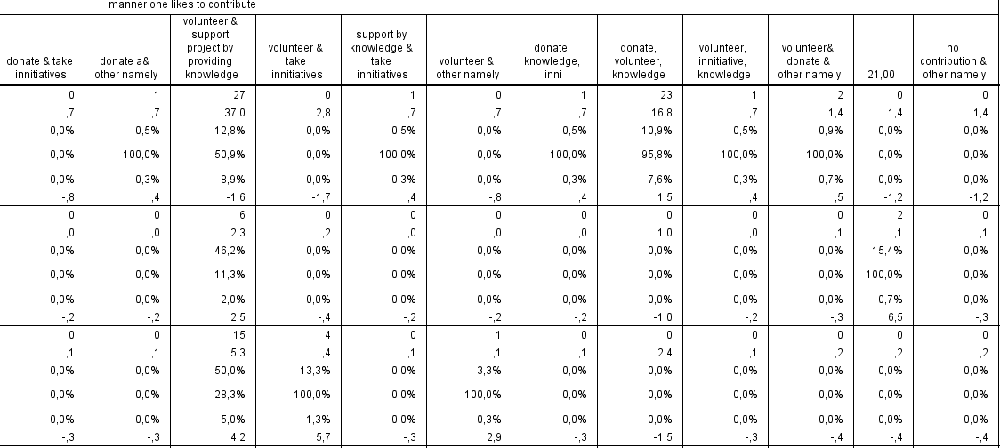 manner one likes to contribute
donate & take innitiatives | donate a& other namely | volunteer & support project by providing knowledge | volunteer & take innitiatives | support by knowledge & take innitiatives | volunteer & other namely | donate, knowledge, inni | donate, volunteer, knowledge | volunteer, innitiative, knowledge | volunteer& donate & other namely | 21,00 | no contribution & other namely
0 1 27 0 1 0 1 23 1 2 0 0
,7 ,7 37,0 2,8 ,7 ,7 ,7 16,8 ,7 1,4 1,4 1,4
0,0% 0,5% 12,8% 0,0% 0,5% 0,0% 0,5% 10,9% 0,5% 0,9% 0,0% 0,0%
0,0% 100,0% 50,9% 0,0% 100,0% 0,0% 100,0% 95,8% 100,0% 100,0% 0,0% 0,0%
0,0% 0,3% 8,9% 0,0% 0,3% 0,0% 0,3% 7,6% 0,3% 0,7% 0,0% 0,0%
-,8 ,4 -1,6 -1,7 ,4 -,8 ,4 1,5 ,4 ,5 -1,2 -1,2
0 0 6 0 0 0 0 0 0 0 2 0
,0 ,0 2,3 ,2 ,0 ,0 ,0 1,0 ,0 ,1 ,1 ,1
0,0% 0,0% 46,2% 0,0% 0,0% 0,0% 0,0% 0,0% 0,0% 0,0% 15,4% 0,0%
0,0% 0,0% 11,3% 0,0% 0,0% 0,0% 0,0% 0,0% 0,0% 0,0% 100,0% 0,0%
0,0% 0,0% 2,0% 0,0% 0,0% 0,0% 0,0% 0,0% 0,0% 0,0% 0,7% 0,0%
-,2 -,2 2,5 -,4 -,2 -,2 -,2 -1,0 -,2 -,3 6,5 -,3
0 0 15 4 0 1 0 0 0 0 0 0
,1 ,1 5,3 ,4 ,1 ,1 ,1 2,4 ,1 ,2 ,2 ,2
0,0% 0,0% 50,0% 13,3% 0,0% 3,3% 0,0% 0,0% 0,0% 0,0% 0,0% 0,0%
0,0% 0,0% 28,3% 100,0% 0,0% 100,0% 0,0% 0,0% 0,0% 0,0% 0,0% 0,0%
0,0% 0,0% 5,0% 1,3% 0,0% 0,3% 0,0% 0,0% 0,0% 0,0% 0,0% 0,0%
-,3 -,3 4,2 5,7 -,3 2,9 -,3 -1,5 -,3 -,4 -,4 -,4